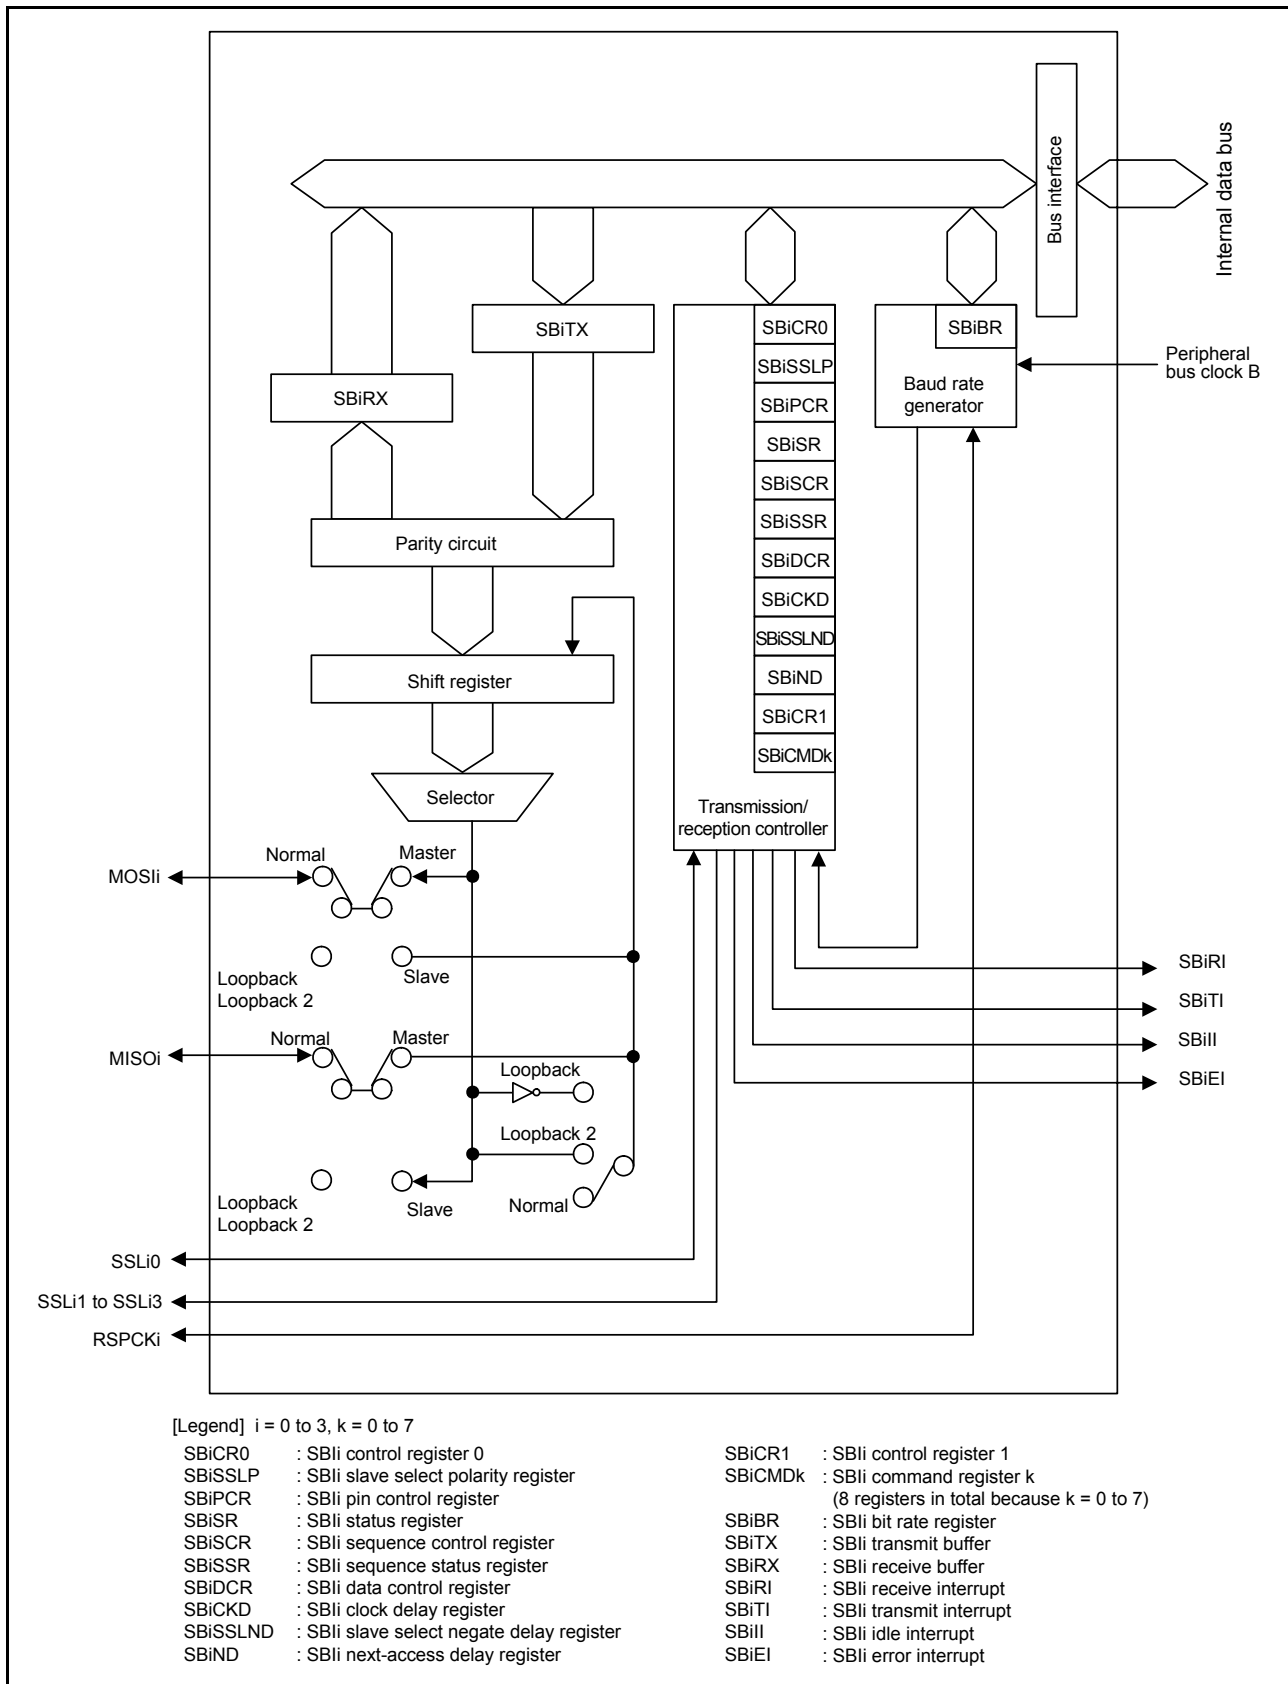 Internal data bus
Bus interface
SBiTX
SBiCR0
SBiBR
SBiSSLP
Peripheral
bus clock B
SBiRX
Baud rate
generator
SBiPCR
SBiSR
SBiSCR
SBiSSR
Parity circuit
SBiDCR
SBiCKD
SBiSSLND
Shift register
SBiND
SBiCR1
SBiCMDk
Selector
Transmission/
reception controller
Normal
Master
MOSIi
Loopback
Loopback 2
Slave
SBiRI
SBiTI
Normal
Master
SBiII
MISOi
Loopback
SBiEI
Loopback 2
Loopback
Loopback 2
Slave
Normal
SSLi0
SSLi1 to SSLi3
RSPCKi
[Legend] i = 0 to 3, k = 0 to 7
SBiCR0 : SBIi control register 0
SBiSSLP : SBIi slave select polarity register
SBiPCR : SBIi pin control register
SBiSR : SBIi status register
SBiSCR : SBIi sequence control register
SBiSSR : SBIi sequence status register
SBiDCR : SBIi data control register
SBiCKD : SBIi clock delay register
SBiSSLND : SBIi slave select negate delay register
SBiND : SBIi next-access delay register
SBiCR1 : SBIi control register 1
SBiCMDk : SBIi command register k
(8 registers in total because k = 0 to 7)
SBiBR : SBIi bit rate register
SBiTX : SBIi transmit buffer
SBiRX : SBIi receive buffer
SBiRI : SBIi receive interrupt
SBiTI : SBIi transmit interrupt
SBiII : SBIi idle interrupt
SBiEI : SBIi error interrupt